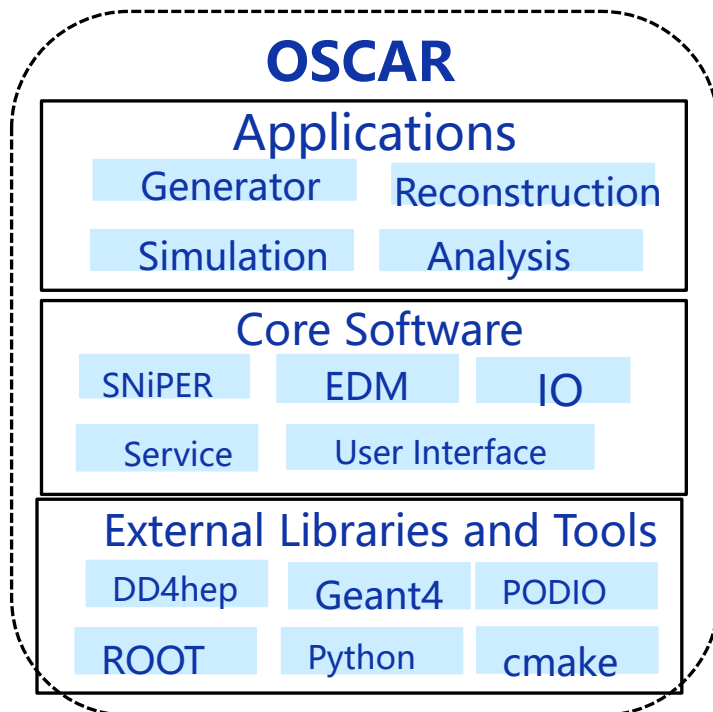 OSCAR
Applications
Generator Reconstruction
Simulation Analysis
Core Software
SNiPER EDM IO
Service User Interface
External Libraries and Tools
DD4hep Geant4 PODIO
ROOT Python cmake